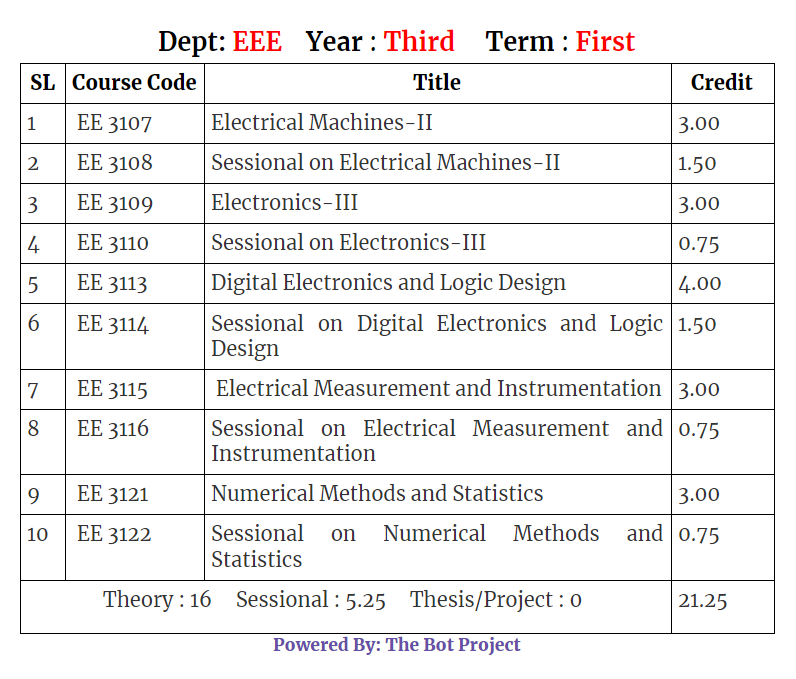 Dept: EEE Year : Third Term : First
SL Course Code Title Credit
1 EE 3107 Electrical Machines-II 3.00
2 EE 3108 Sessional on Electrical Machines-II 1.50
3 EE 3109 Electronics-III 3.00
4 EE 3110 Sessional on Electronics-III 0.75
5 EE 3113 Digital Electronics and Logic Design 4.00
6 EE 3114 Sessional on Digital Electronics and Logic 1.50
Design
7 EE 3115 Electrical Measurement and Instrumentation 3.00
8 EE 3116 Sessional on Electrical Measurement and 0.75
Instrumentation
9 EE 3121 Numerical Methods and Statistics 3.00
10 EE 3122 Sessional on Numerical Methods and 0.75
Statistics
Theory : 16 Sessional : 5.25 Thesis/Project : 0 21.25
Powered By: The Bot Project